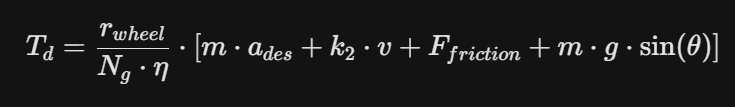 T_d = \frac{r_{wheel}}{N_g \cdot \eta} \cdot [m \cdot a_{des} + k_2 \cdot v + F_{friction} + m \cdot g \cdot \sin(\theta)]